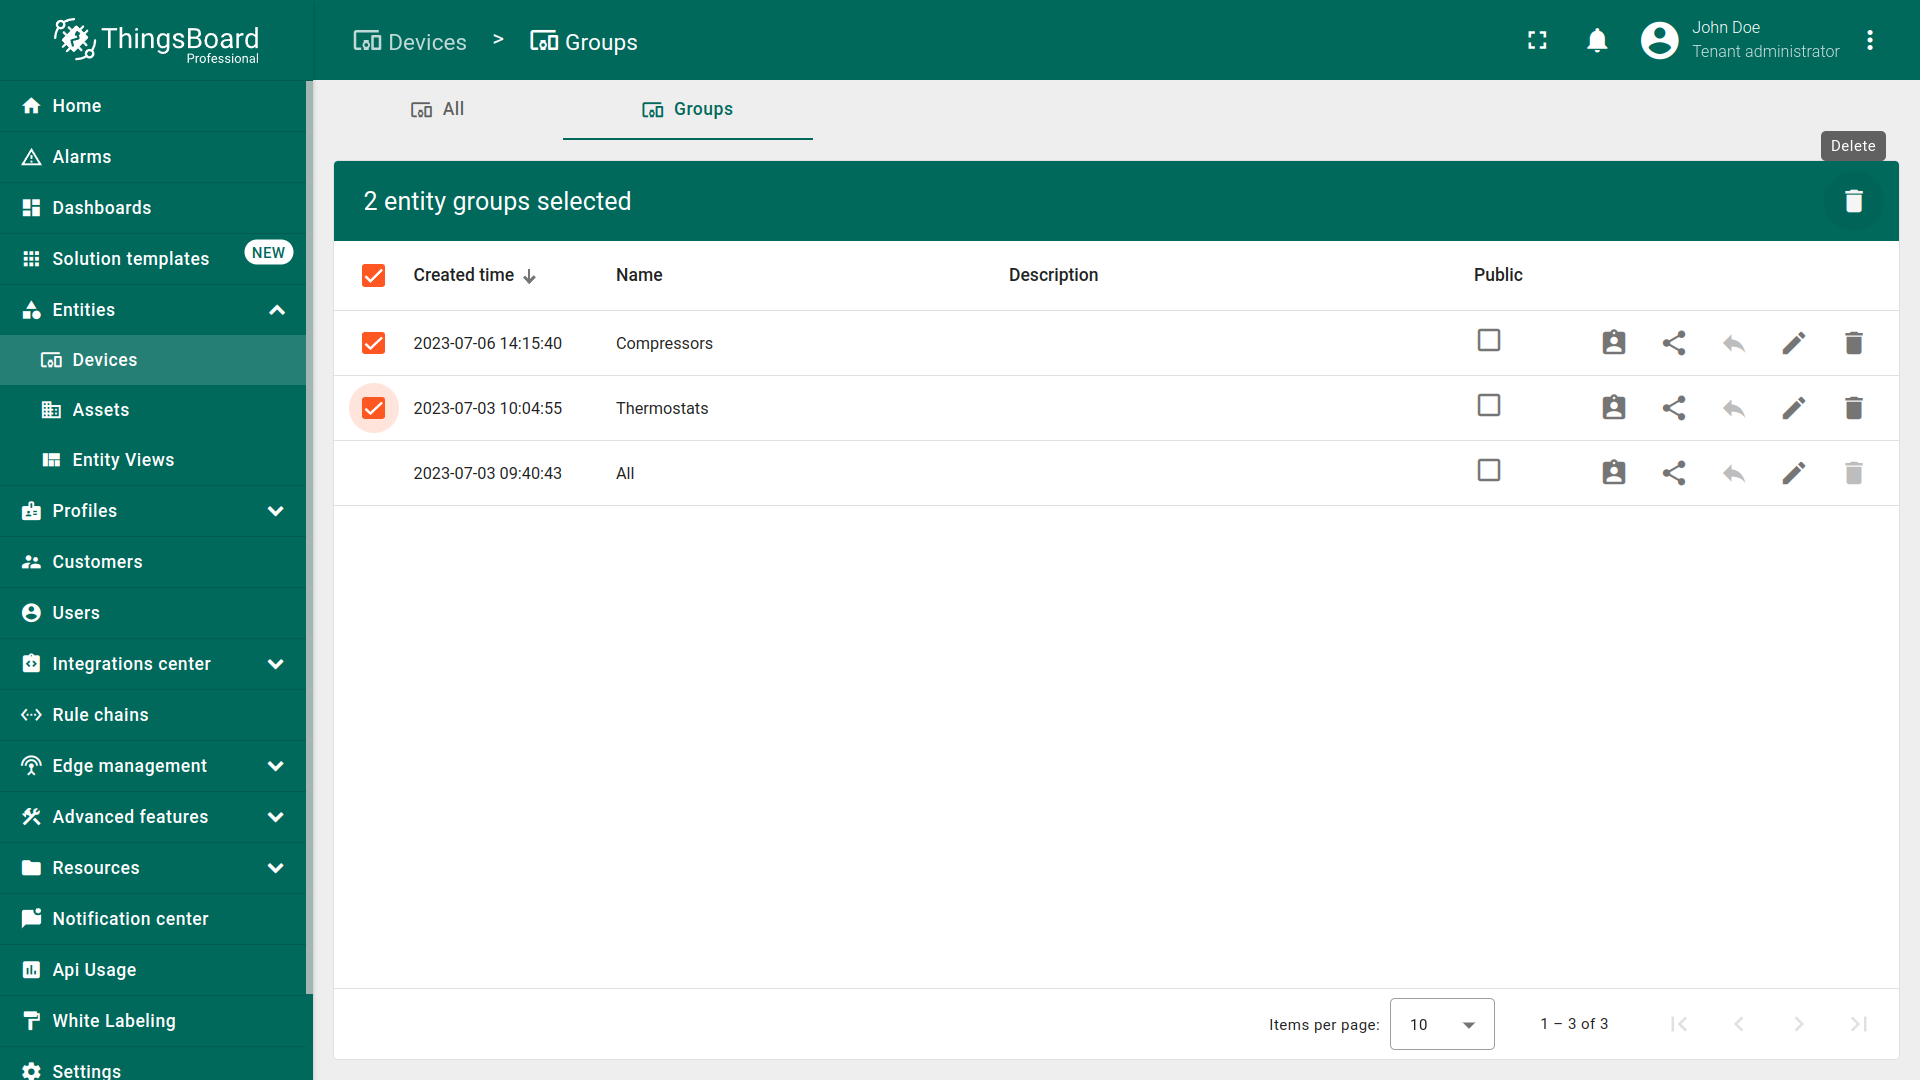 ThingsBoard
Professional
Devices > Groups
John Doe
Tenant administrator
Home
Alarms
Dashboards
Solution templates NEW
Entities
Devices
Assets
Entity Views
Profiles
Customers
Users
Integrations center
Rule chains
Edge management
Advanced features
Resources
Notification center
Api Usage
White Labeling
Settings
All Groups
Delete
2 entity groups selected
Created time Name Description Public
2023-07-06 14:15:40 Compressors
2023-07-03 10:04:55 Thermostats
2023-07-03 09:40:43 All
Items per page: 10 1 – 3 of 3